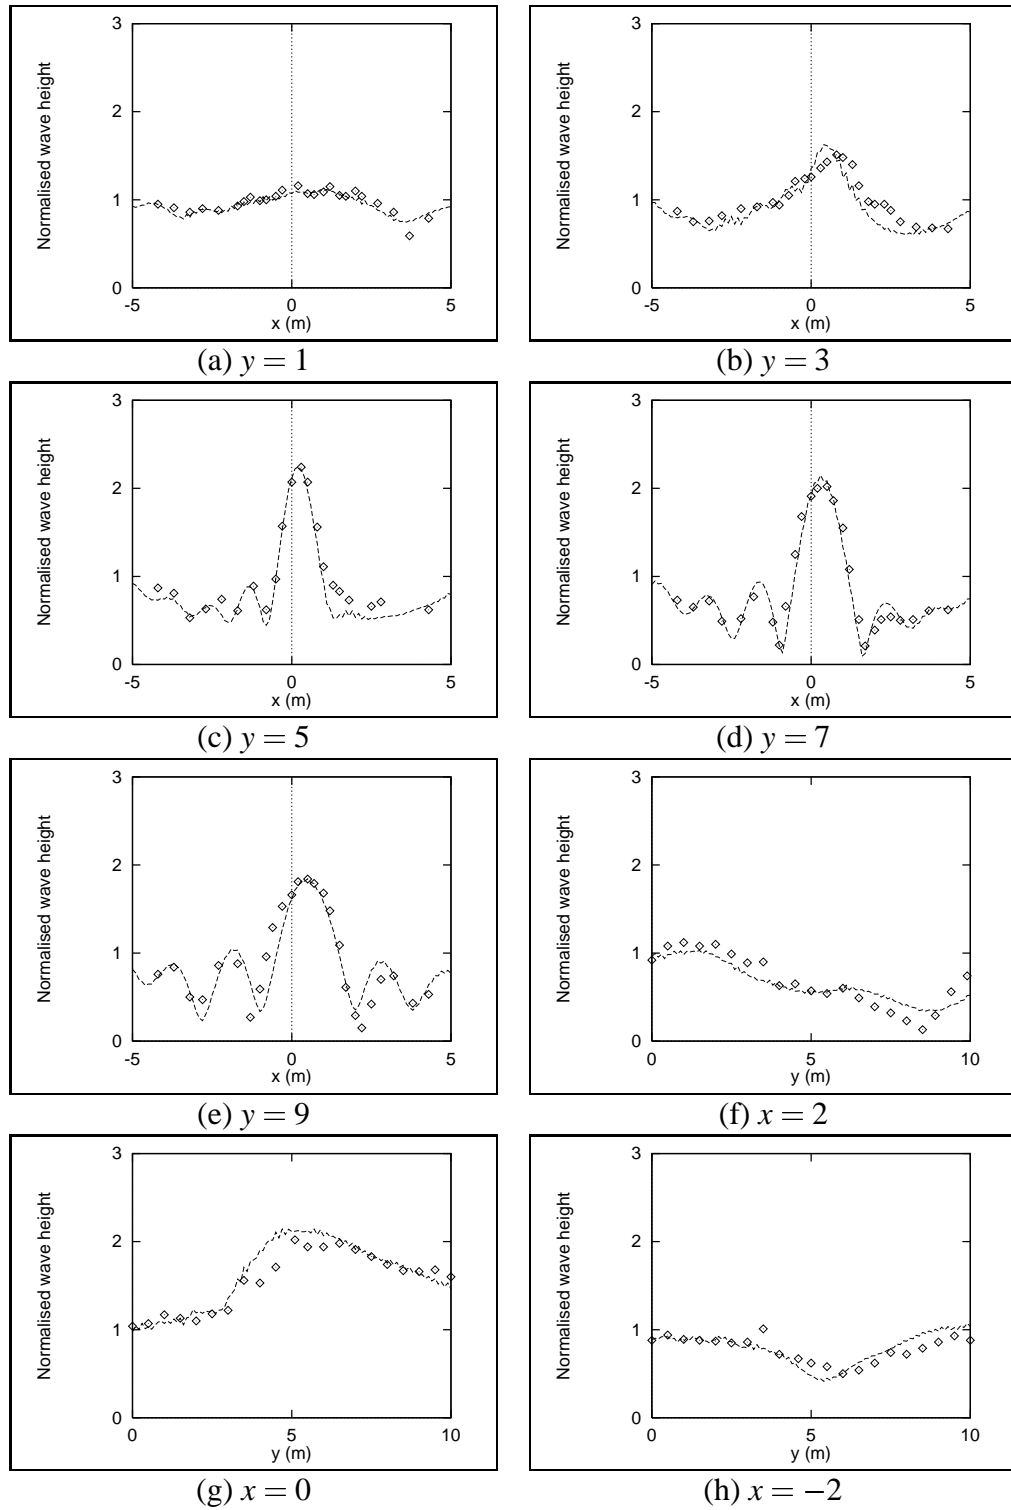 3
2
1
0
-5
0
5
x (m)
Normalised wave height
(a) y = 1
3
2
1
0
-5
0
5
x (m)
Normalised wave height
(b) y = 3
3
2
1
0
-5
0
5
x (m)
Normalised wave height
(c) y = 5
3
2
1
0
-5
0
5
x (m)
Normalised wave height
(d) y = 7
3
2
1
0
-5
0
5
x (m)
Normalised wave height
(e) y = 9
3
2
1
0
0
5
10
y (m)
Normalised wave height
(f) x = 2
3
2
1
0
0
5
10
y (m)
Normalised wave height
(g) x = 0
3
2
1
0
0
5
10
y (m)
Normalised wave height
(h) x = −2